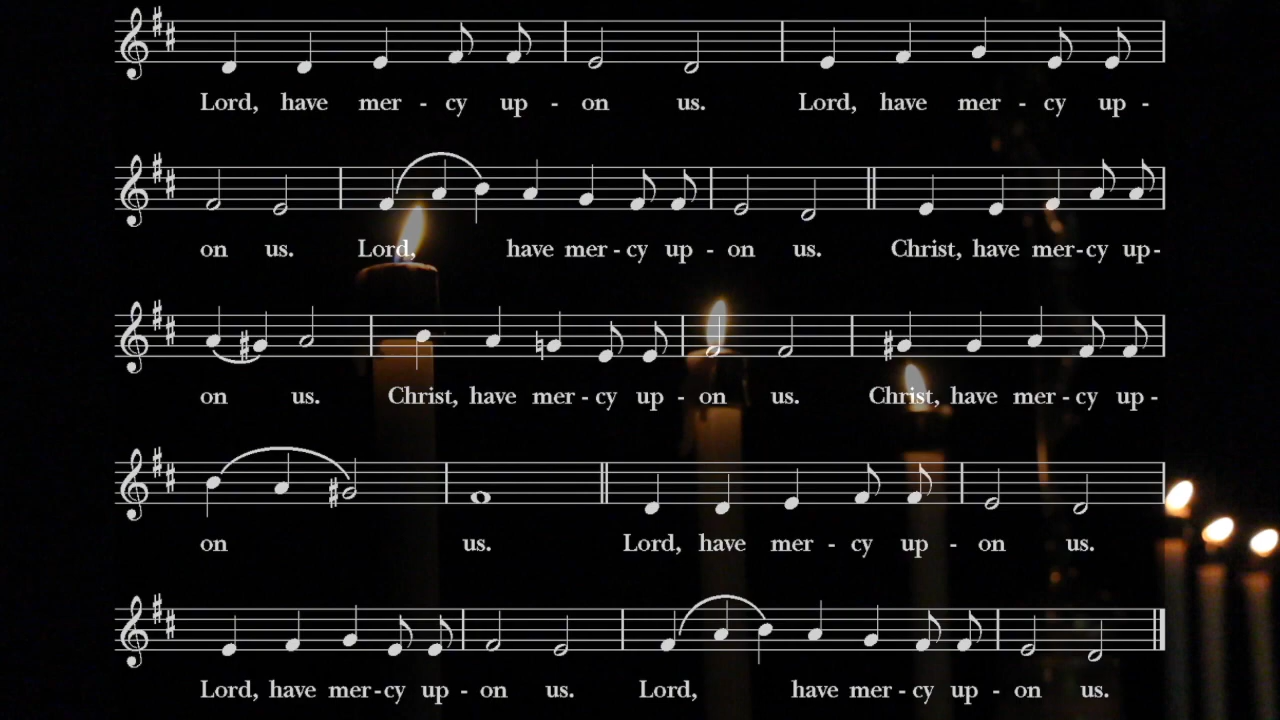 Lord, have mer - cy up - on us. Lord, have mer - cy up -
on us. Lord, have mer - cy up - on us. Christ, have mer - cy up -
on us. Christ, have mer - cy up - on us. Christ, have mer - cy up -
on us. Lord, have mer - cy up - on us.
Lord, have mer - cy up - on us. Lord, have mer - cy up - on us.